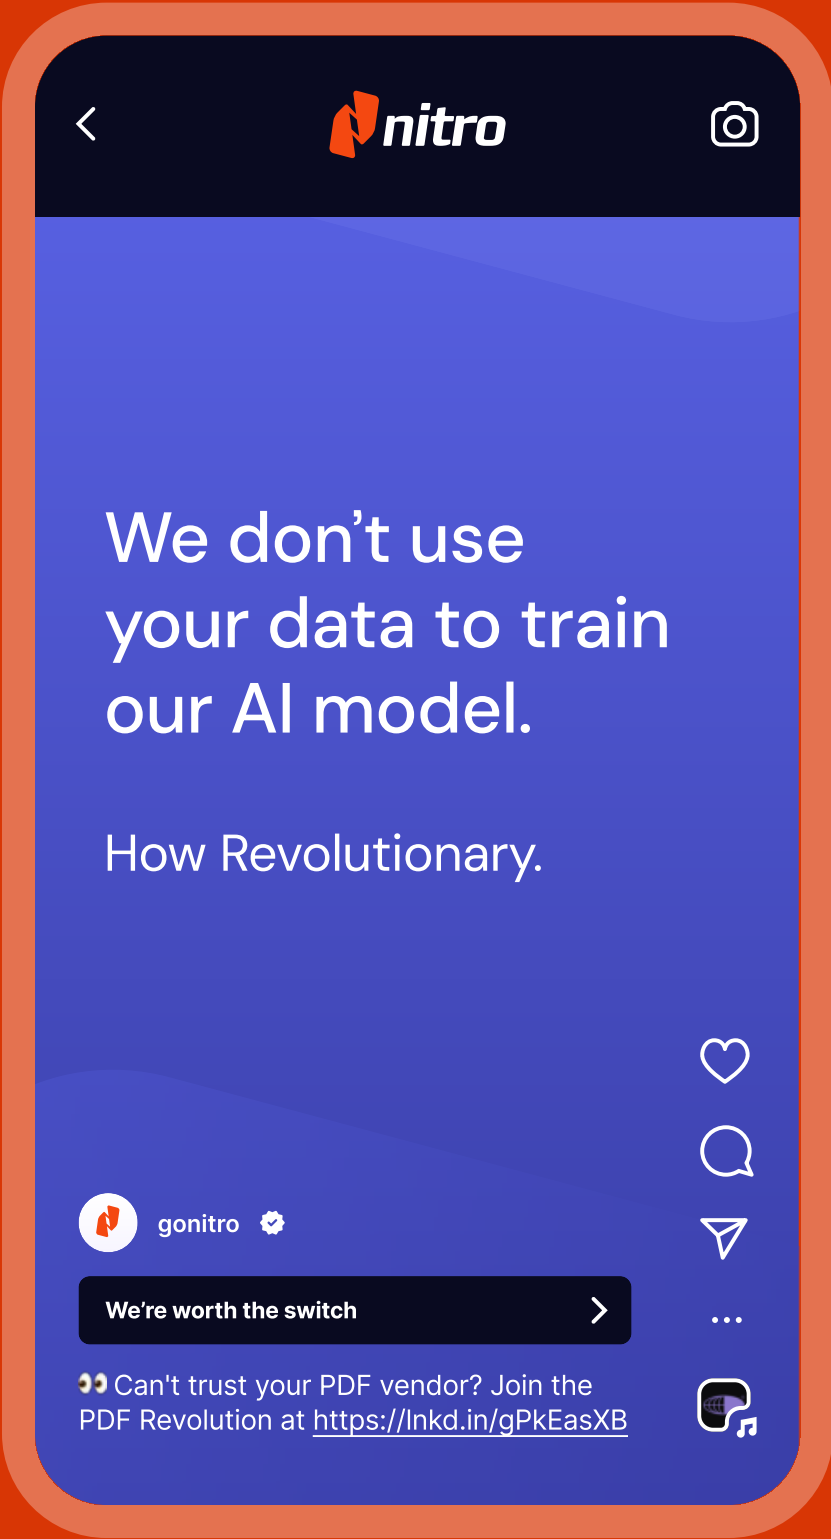 nitro
We don’t use
your data to train
our AI model.
How Revolutionary.
gonitro
We’re worth the switch
👀 Can't trust your PDF vendor? Join the
PDF Revolution at https://lnkd.in/gPkEasXB